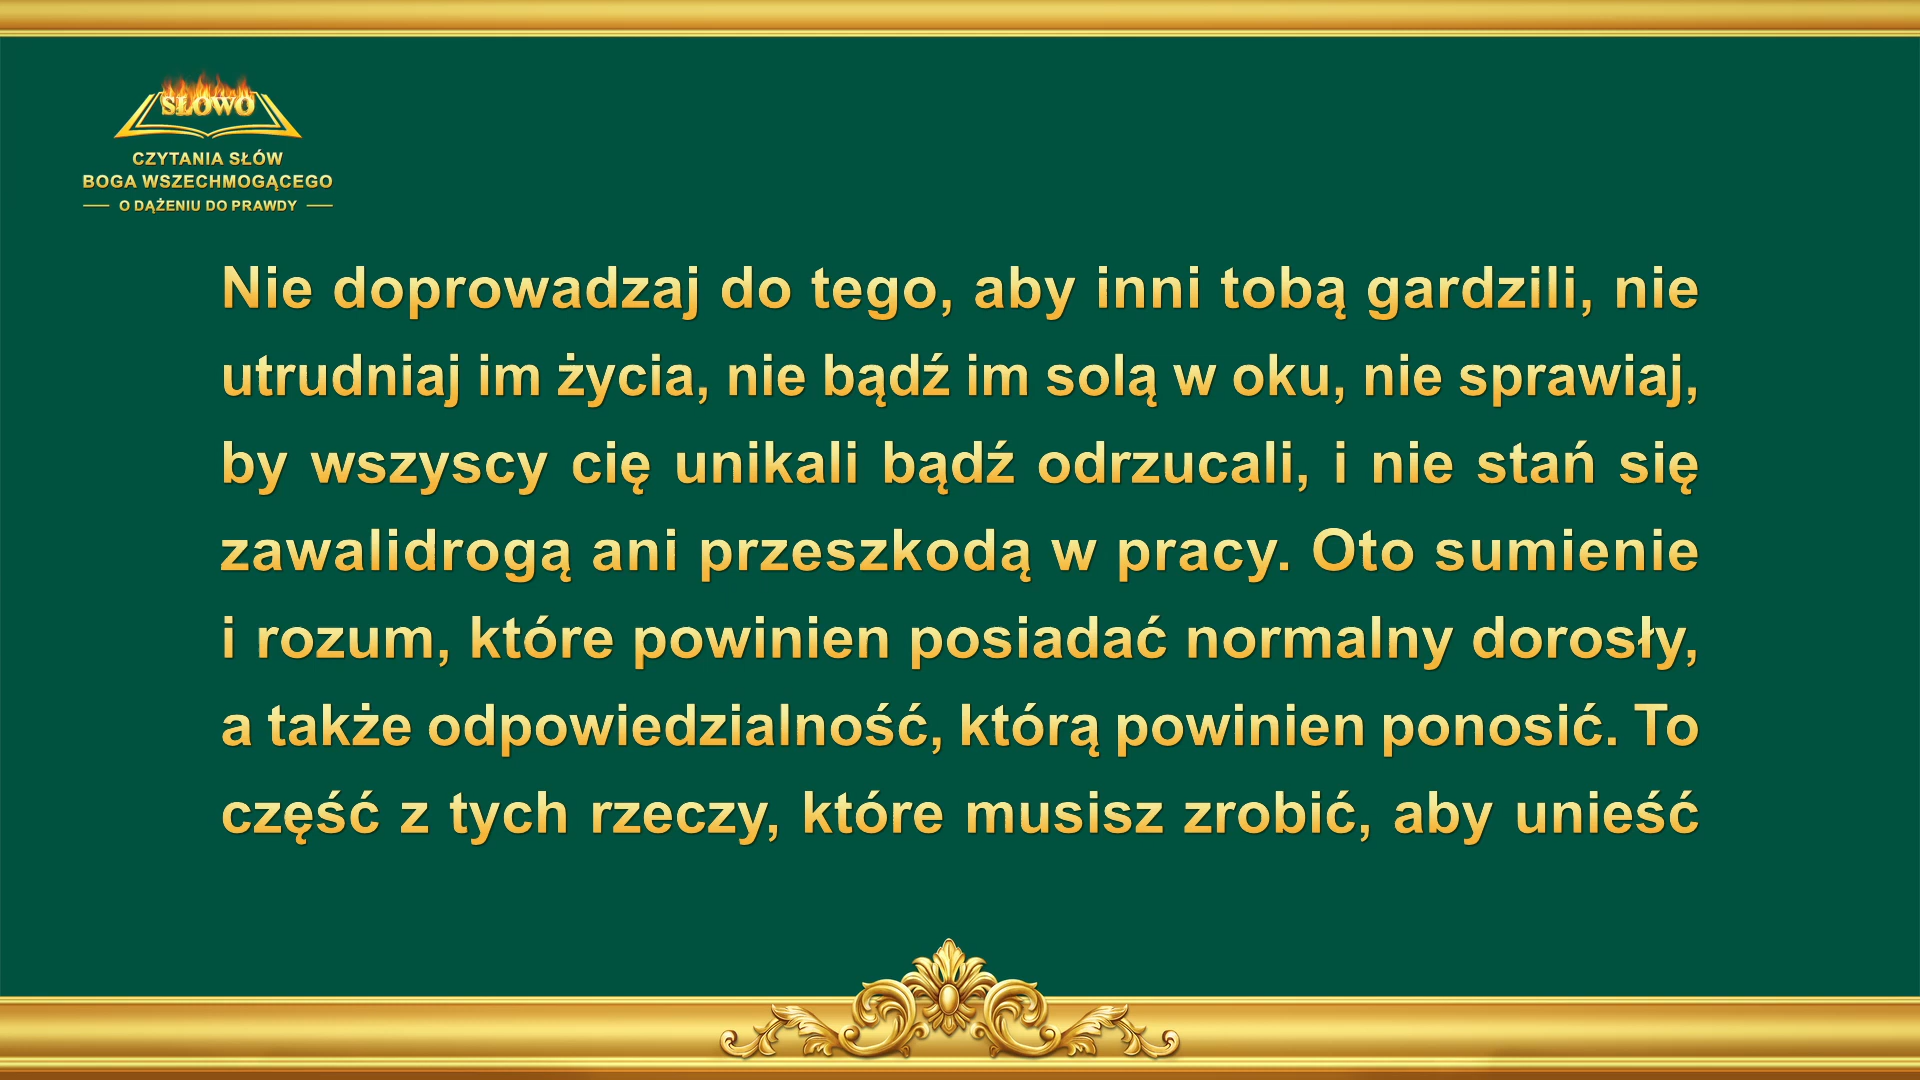 SŁOWO
CZYTANIA SŁÓW
BOGA WSZECHMOGĄCEGO
O DĄŻENIU DO PRAWDY
Nie doprowadzaj do tego, aby inni tobą gardzili, nie
utrudniaj im życia, nie bądź im solą w oku, nie sprawiaj,
by wszyscy cię unikali bądź odrzucali, i nie stań się
zawalidrogą ani przeszkodą w pracy. Oto sumienie
i rozum, które powinien posiadać normalny dorosły,
a także odpowiedzialność, którą powinien ponosić. To
część z tych rzeczy, które musisz zrobić, aby unieść